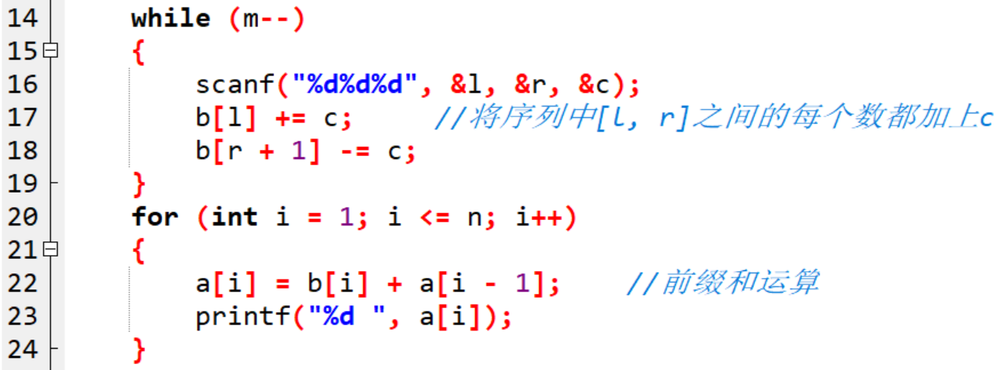 14 while (m--)
15 {
16 scanf("%d%d%d", &l, &r, &c);
17 b[l] += c; //将序列中[l, r]之间的每个数都加上c
18 b[r + 1] -= c;
19 }
20 for (int i = 1; i <= n; i++)
21 {
22 a[i] = b[i] + a[i - 1]; //前缀和运算
23 printf("%d ", a[i]);
24 }